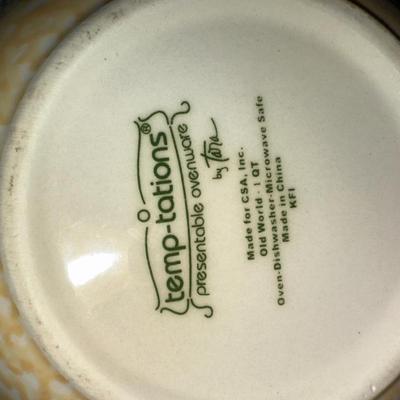 temp-tations®
presentable ovenware
by Tara
Made for CSA, Inc.
Old World - 1 QT
Oven-Dishwasher-Microwave Safe
Made in China
KFI